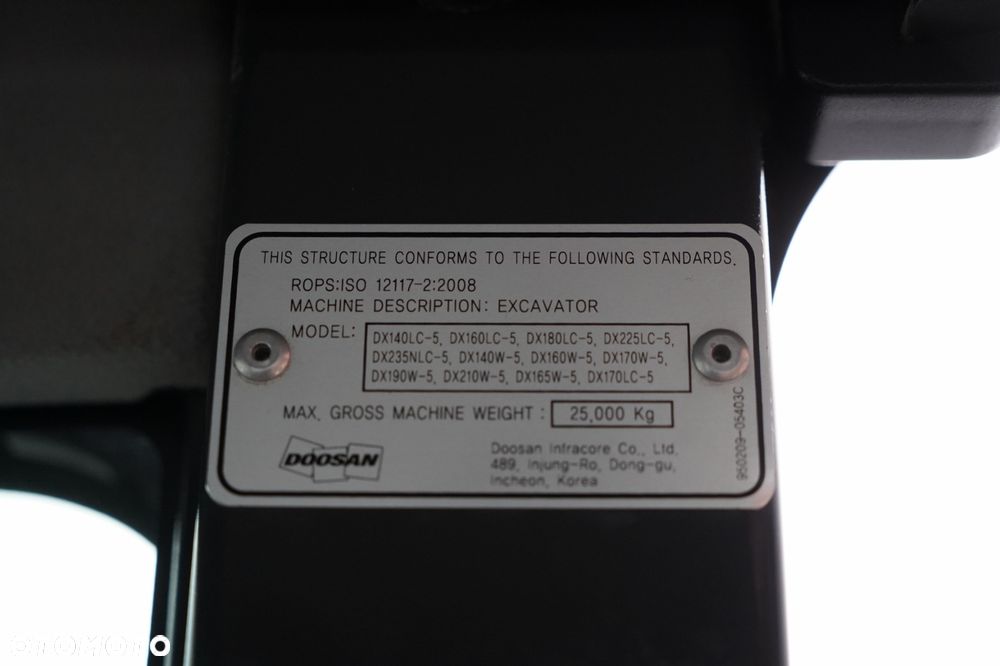 THIS STRUCTURE CONFORMS TO THE FOLLOWING STANDARDS.
ROPS:ISO 12117-2:2008
MACHINE DESCRIPTION: EXCAVATOR
MODEL:
DX140LC-5, DX160LC-5, DX180LC-5, DX225LC-5,
DX235NLC-5, DX140W-5, DX160W-5, DX170W-5,
DX190W-5, DX210W-5, DX165W-5, DX170LC-5
MAX. GROSS MACHINE WEIGHT : 25,000 Kg
DOOSAN
Doosan Infracore Co., Ltd.
489, Injung-Ro, Dong-gu,
Incheon, Korea
950209-05403C
OTOMOTO